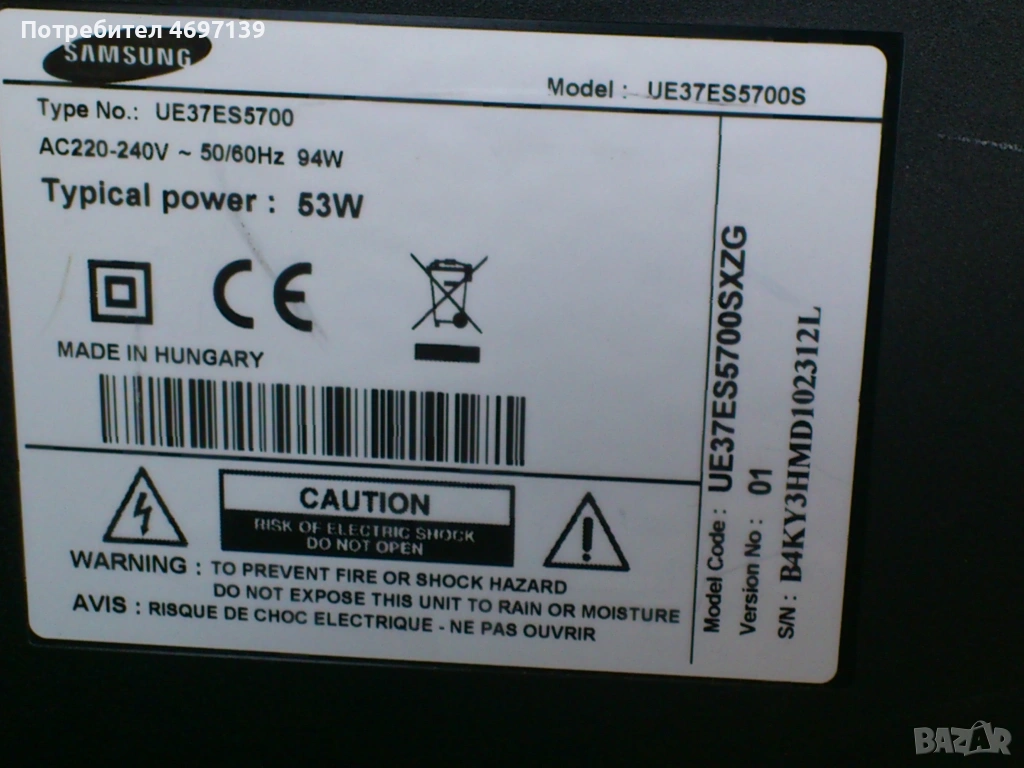 Потребител 4697139
SAMSUNG
Model : UE37ES5700S
Type No.: UE37ES5700
AC220-240V ~ 50/60Hz 94W
Typical power : 53W
CE
MADE IN HUNGARY
CAUTION
RISK OF ELECTRIC SHOCK
DO NOT OPEN
WARNING : TO PREVENT FIRE OR SHOCK HAZARD
DO NOT EXPOSE THIS UNIT TO RAIN OR MOISTURE
AVIS : RISQUE DE CHOC ELECTRIQUE - NE PAS OUVRIR
Model Code : UE37ES5700SXZG
Version No : 01
S/N : B4KY3HMD102312L
BAZAR